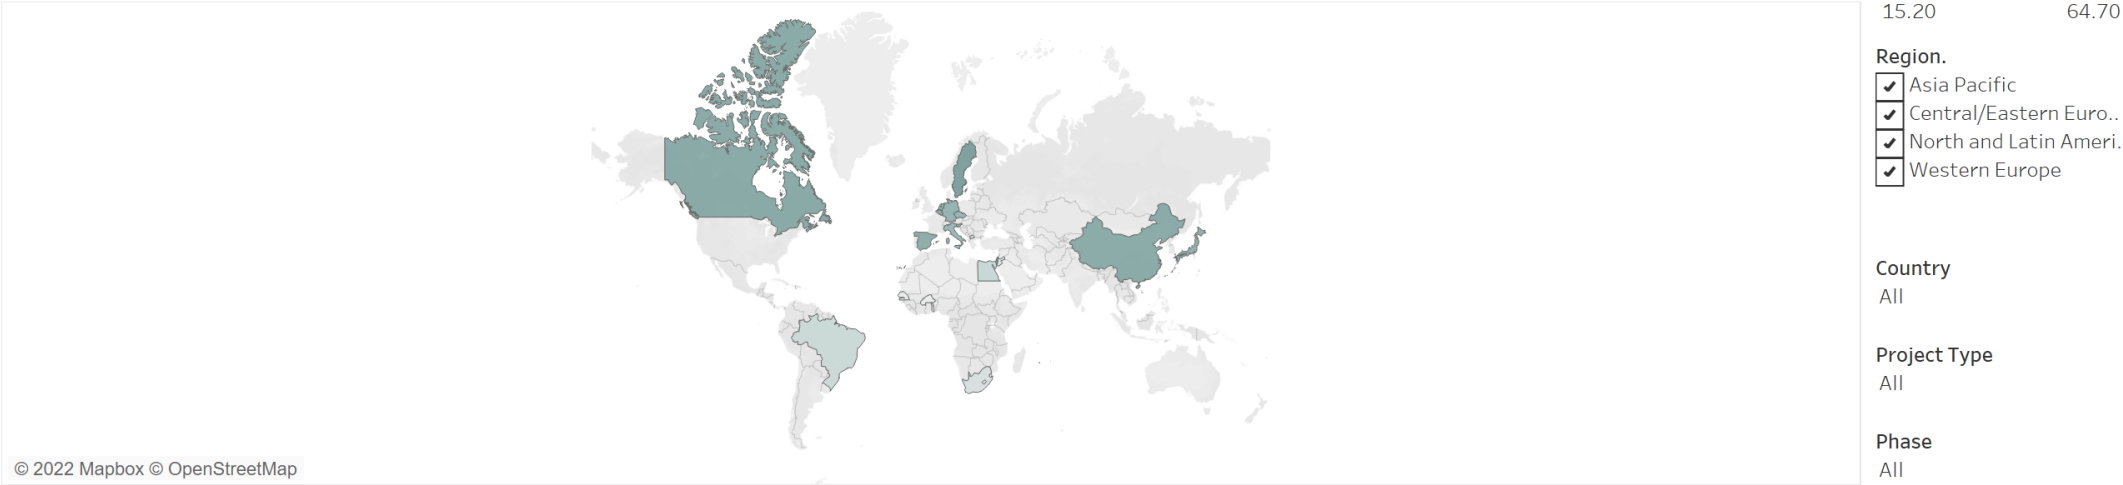 15.20 64.70
Region.
Asia Pacific
Central/Eastern Euro..
North and Latin Ameri.
Western Europe
Country
All
Project Type
All
Phase
All
© 2022 Mapbox © OpenStreetMap